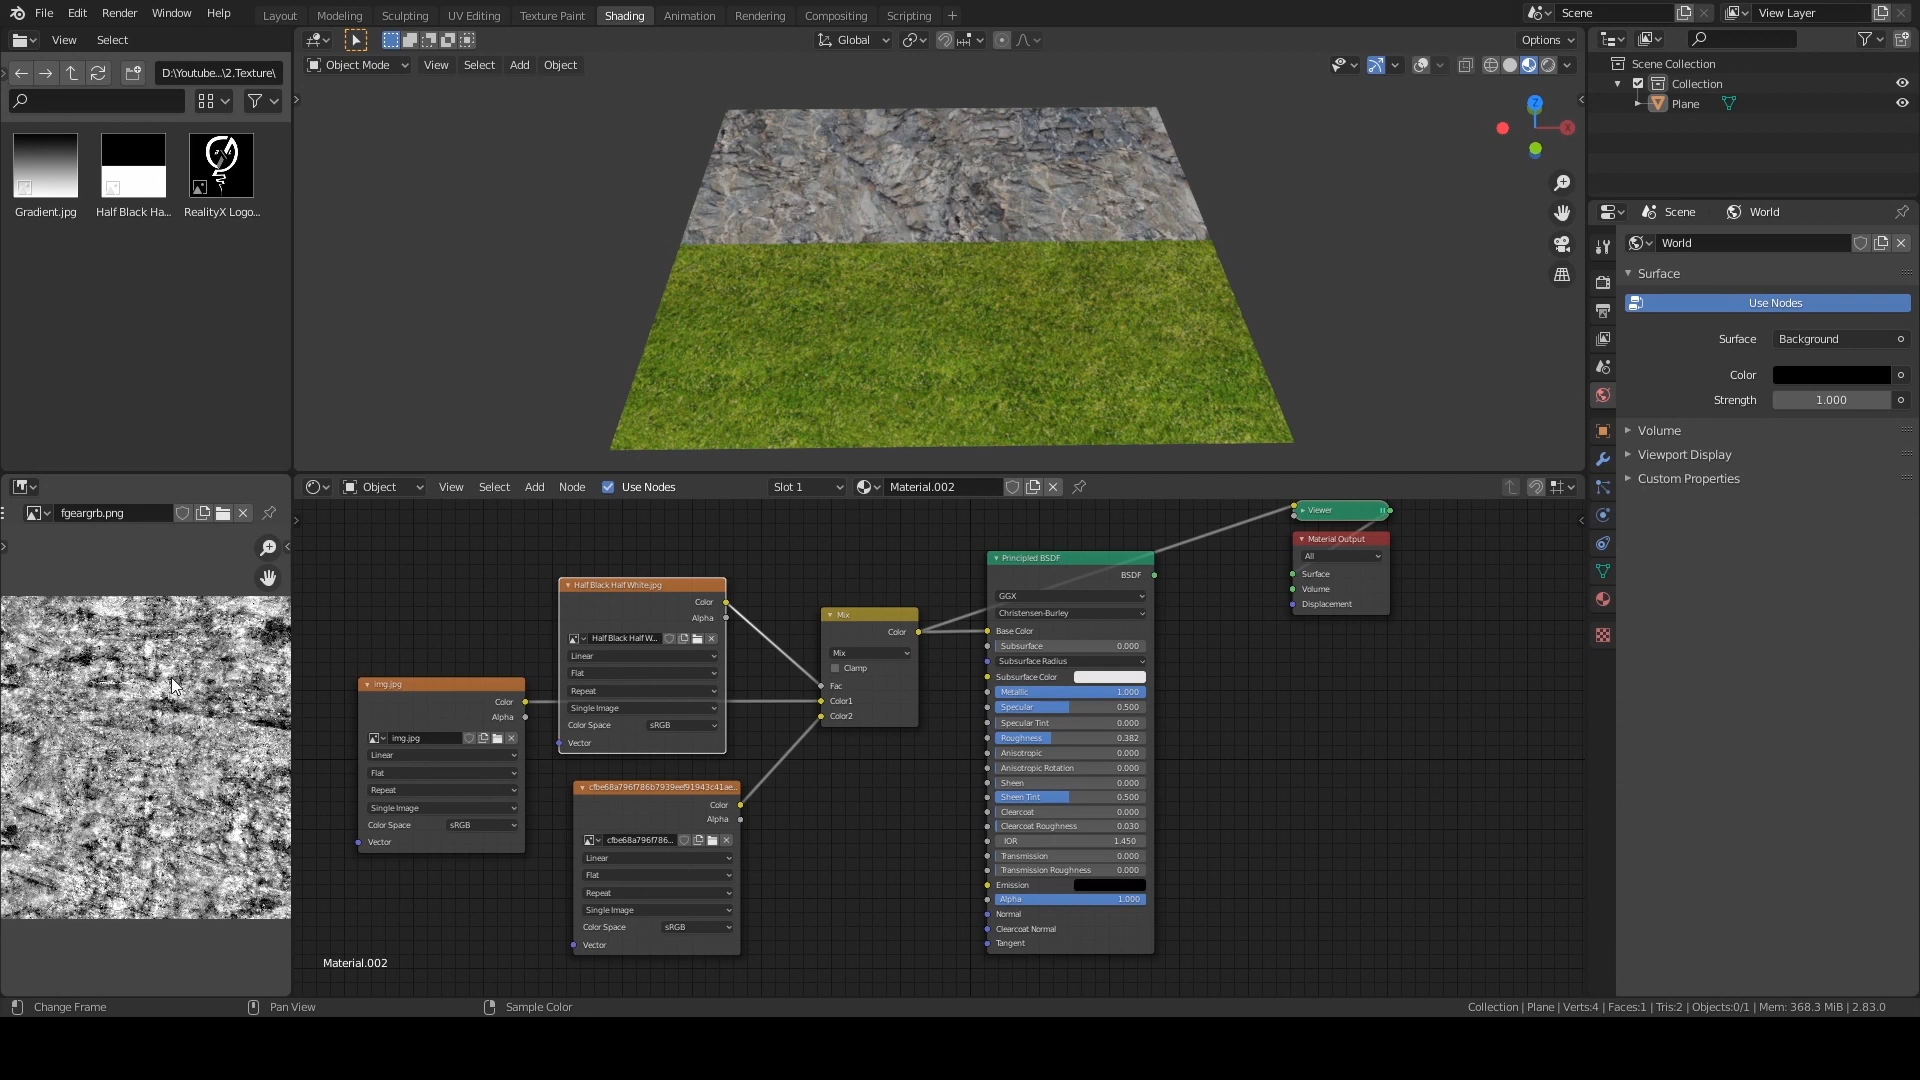 File Edit Render Window Help
Layout Modeling Sculpting UV Editing Texture Paint Shading Animation Rendering Compositing Scripting +
Scene
View Layer
View Select
Global
Options
D:\Youtube...\2.Texture\
Object Mode View Select Add Object
Gradient.jpg Half Black Ha... RealityX Logo...
Z
X
Scene Collection
Collection
Plane
Scene World
World
Surface
Use Nodes
Surface Background
Color
Strength 1.000
Volume
Viewport Display
Custom Properties
fgeargrb.png
Object View Select Add Node Use Nodes Slot 1 Material.002
Viewer
Material Output
All
Surface
Volume
Displacement
Half Black Half White.jpg
Color
Alpha
Half Black Half W...
Linear
Flat
Repeat
Single Image
Color Space sRGB
Vector
img.jpg
Color
Alpha
img.jpg
Linear
Flat
Repeat
Single Image
Color Space sRGB
Vector
cfbe68a796f786b7939eef91943c41ae...
Color
Alpha
cfbe68a796f786...
Linear
Flat
Repeat
Single Image
Color Space sRGB
Vector
Mix
Color
Mix
Clamp
Fac
Color1
Color2
Principled BSDF
BSDF
GGX
Christensen-Burley
Base Color
Subsurface 0.000
Subsurface Radius
Subsurface Color
Metallic 1.000
Specular 0.500
Specular Tint 0.000
Roughness 0.382
Anisotropic 0.000
Anisotropic Rotation 0.000
Sheen 0.000
Sheen Tint 0.500
Clearcoat 0.000
Clearcoat Roughness 0.030
IOR 1.450
Transmission 0.000
Transmission Roughness 0.000
Emission
Alpha 1.000
Normal
Clearcoat Normal
Tangent
Material.002
Change Frame Pan View Sample Color
Collection | Plane | Verts:4 | Faces:1 | Tris:2 | Objects:0/1 | Mem: 368.3 MiB | 2.83.0